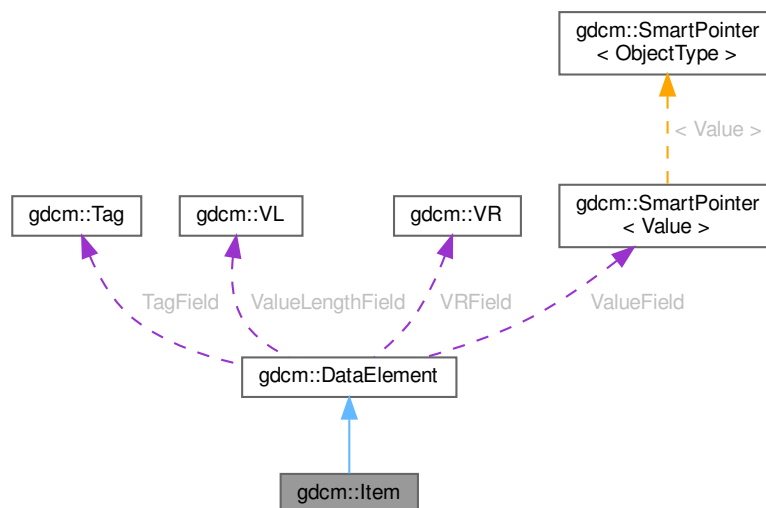 gdcm::SmartPointer
< ObjectType >
< Value >
gdcm::Tag
gdcm::VL
gdcm::VR
gdcm::SmartPointer
< Value >
TagField
ValueLengthField
VRField
ValueField
gdcm::DataElement
gdcm::Item